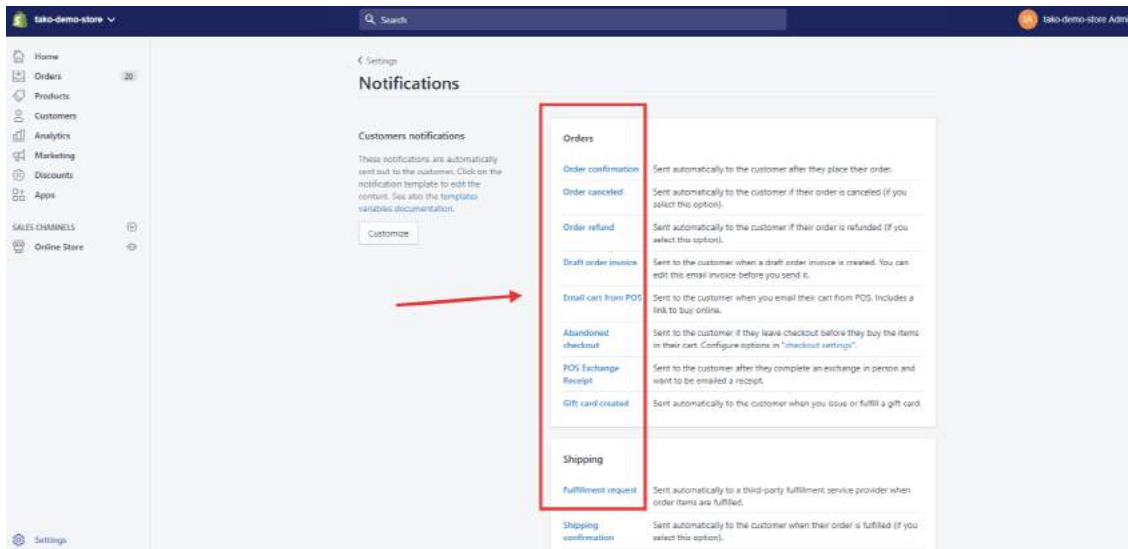 tako-demo-store
Search
tako-demo-store Admi
Home
Orders 20
Products
Customers
Analytics
Marketing
Discounts
Apps
SALES CHANNELS
Online Store
Settings
Settings
Notifications
Customers notifications
These notifications are automatically
sent out to the customer. Click on the
notification template to edit the
content. See also the templates
variables documentation.
Customize
Orders
Order confirmation Sent automatically to the customer after they place their order.
Order canceled Sent automatically to the customer if their order is canceled (if you
select this option).
Order refund Sent automatically to the customer if their order is refunded (if you
select this option).
Draft order invoice Sent to the customer when a draft order invoice is created. You can
edit this email invoice before you send it.
Email cart from POS Sent to the customer when you email their cart from POS. Includes a
link to buy online.
Abandoned Sent to the customer if they leave checkout before they buy the items
checkout in their cart. Configure options in "checkout settings".
POS Exchange Sent to the customer after they complete an exchange in person and
Receipt want to be emailed a receipt.
Gift card created Sent automatically to the customer when you issue or fulfill a gift card.
Shipping
Fulfillment request Sent automatically to a third-party fulfillment service provider when
order items are fulfilled.
Shipping Sent automatically to the customer when their order is fulfilled (if you
confirmation select this option).